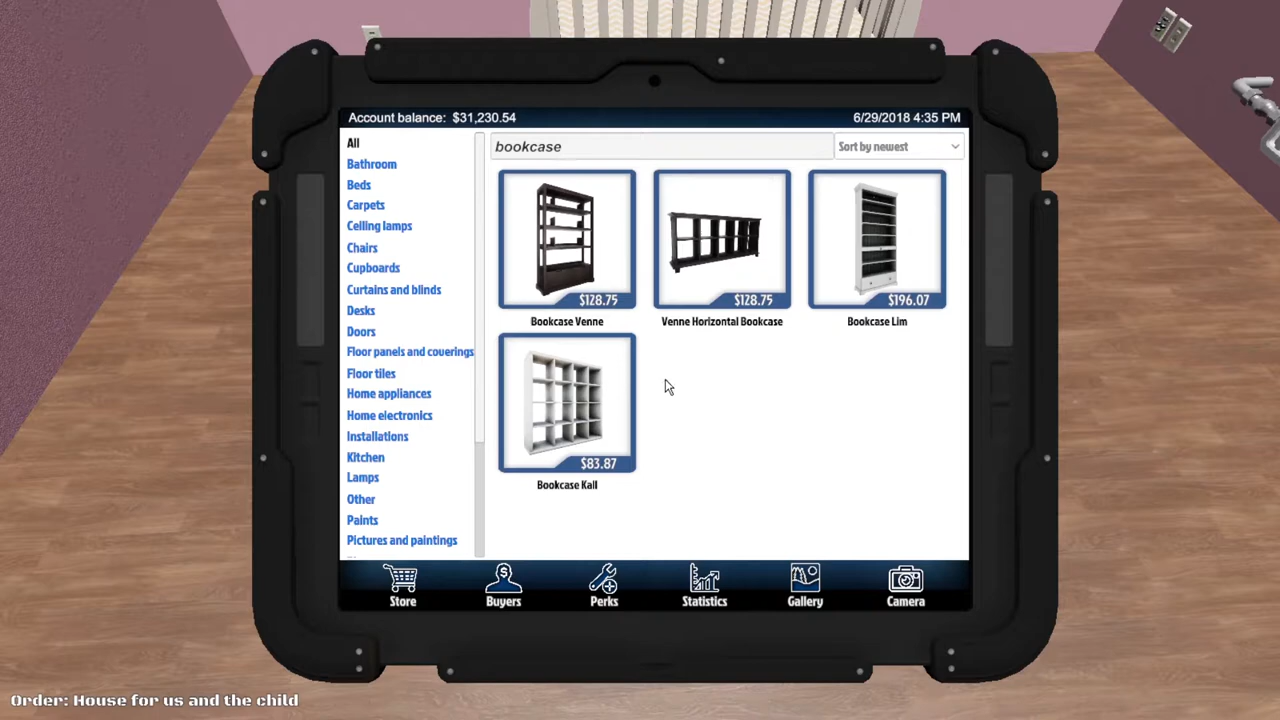 Account balance: $31,230.54
6/29/2018 4:35 PM
All
Bathroom
Beds
Carpets
Ceiling lamps
Chairs
Cupboards
Curtains and blinds
Desks
Doors
Floor panels and coverings
Floor tiles
Home appliances
Home electronics
Installations
Kitchen
Lamps
Other
Paints
Pictures and paintings
bookcase
Sort by newest
$128.75
$128.75
$196.07
Bookcase Venne
Venne Horizontal Bookcase
Bookcase Lim
$83.87
Bookcase Kall
Store
Buyers
Perks
Statistics
Gallery
Camera
Order: House for us and the child